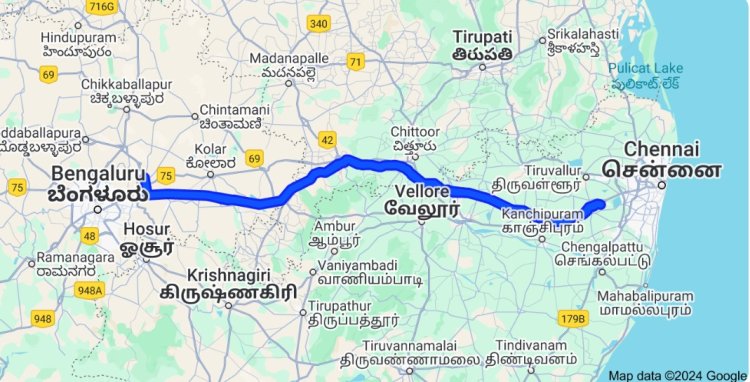 716G
Hindupuram
హిందూపురం
69
Chikkaballapur
ಚಿಕ್ಕಬಳ್ಳಾಪುರ
Chintamani
ಚಿಂತಾಮಣಿ
Kolar
ಕೋಲಾರ
75
69
75
Bengaluru
ಬೆಂಗಳೂರು
48
Hosur
ஓசூர்
Ramanagara
ರಾಮನಗರ
948A
948
Krishnagiri
கிருஷ்ணகிரி
340
Madanapalle
మదనపల్లె
71
42
Tirupati
తిరుపతి
Srikalahasti
శ్రీకాళహస్తి
Pulicat Lake
పులికాట్ లేక్
Chittoor
చిత్తూరు
Tiruvallur
திருவள்ளூர்
Chennai
சென்னை
Vellore
வேலூர்
Kanchipuram
காஞ்சிபுரம்
Ambur
ஆம்பூர்
Vaniyambadi
வாணியம்பாடி
Tirupathur
திருப்பத்தூர்
Chengalpattu
செங்கல்பட்டு
Mahabalipuram
மாமல்லபுரம்
179B
Tiruvannamalai
திருவண்ணாமலை
Tindivanam
திண்டிவனம்
Map data ©2024 Google